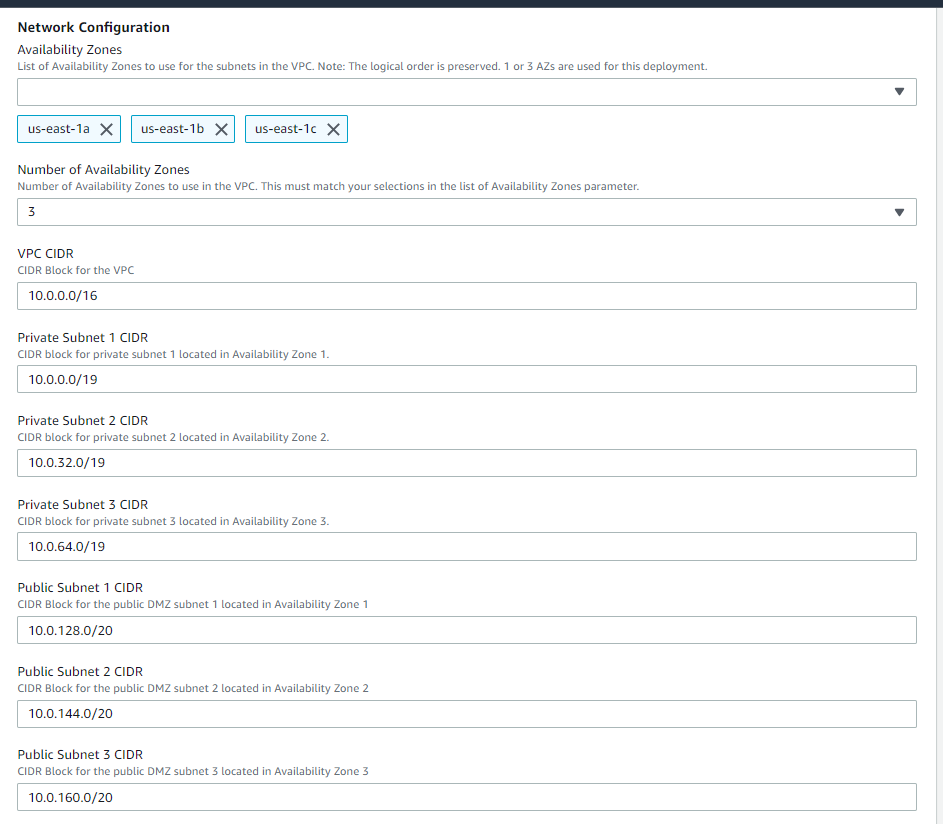 Network Configuration
Availability Zones
List of Availability Zones to use for the subnets in the VPC. Note: The logical order is preserved. 1 or 3 AZs are used for this deployment.
us-east-1a us-east-1b us-east-1c
Number of Availability Zones
Number of Availability Zones to use in the VPC. This must match your selections in the list of Availability Zones parameter.
3
VPC CIDR
CIDR Block for the VPC
10.0.0.0/16
Private Subnet 1 CIDR
CIDR block for private subnet 1 located in Availability Zone 1.
10.0.0.0/19
Private Subnet 2 CIDR
CIDR block for private subnet 2 located in Availability Zone 2.
10.0.32.0/19
Private Subnet 3 CIDR
CIDR block for private subnet 3 located in Availability Zone 3.
10.0.64.0/19
Public Subnet 1 CIDR
CIDR Block for the public DMZ subnet 1 located in Availability Zone 1
10.0.128.0/20
Public Subnet 2 CIDR
CIDR Block for the public DMZ subnet 2 located in Availability Zone 2
10.0.144.0/20
Public Subnet 3 CIDR
CIDR Block for the public DMZ subnet 3 located in Availability Zone 3
10.0.160.0/20